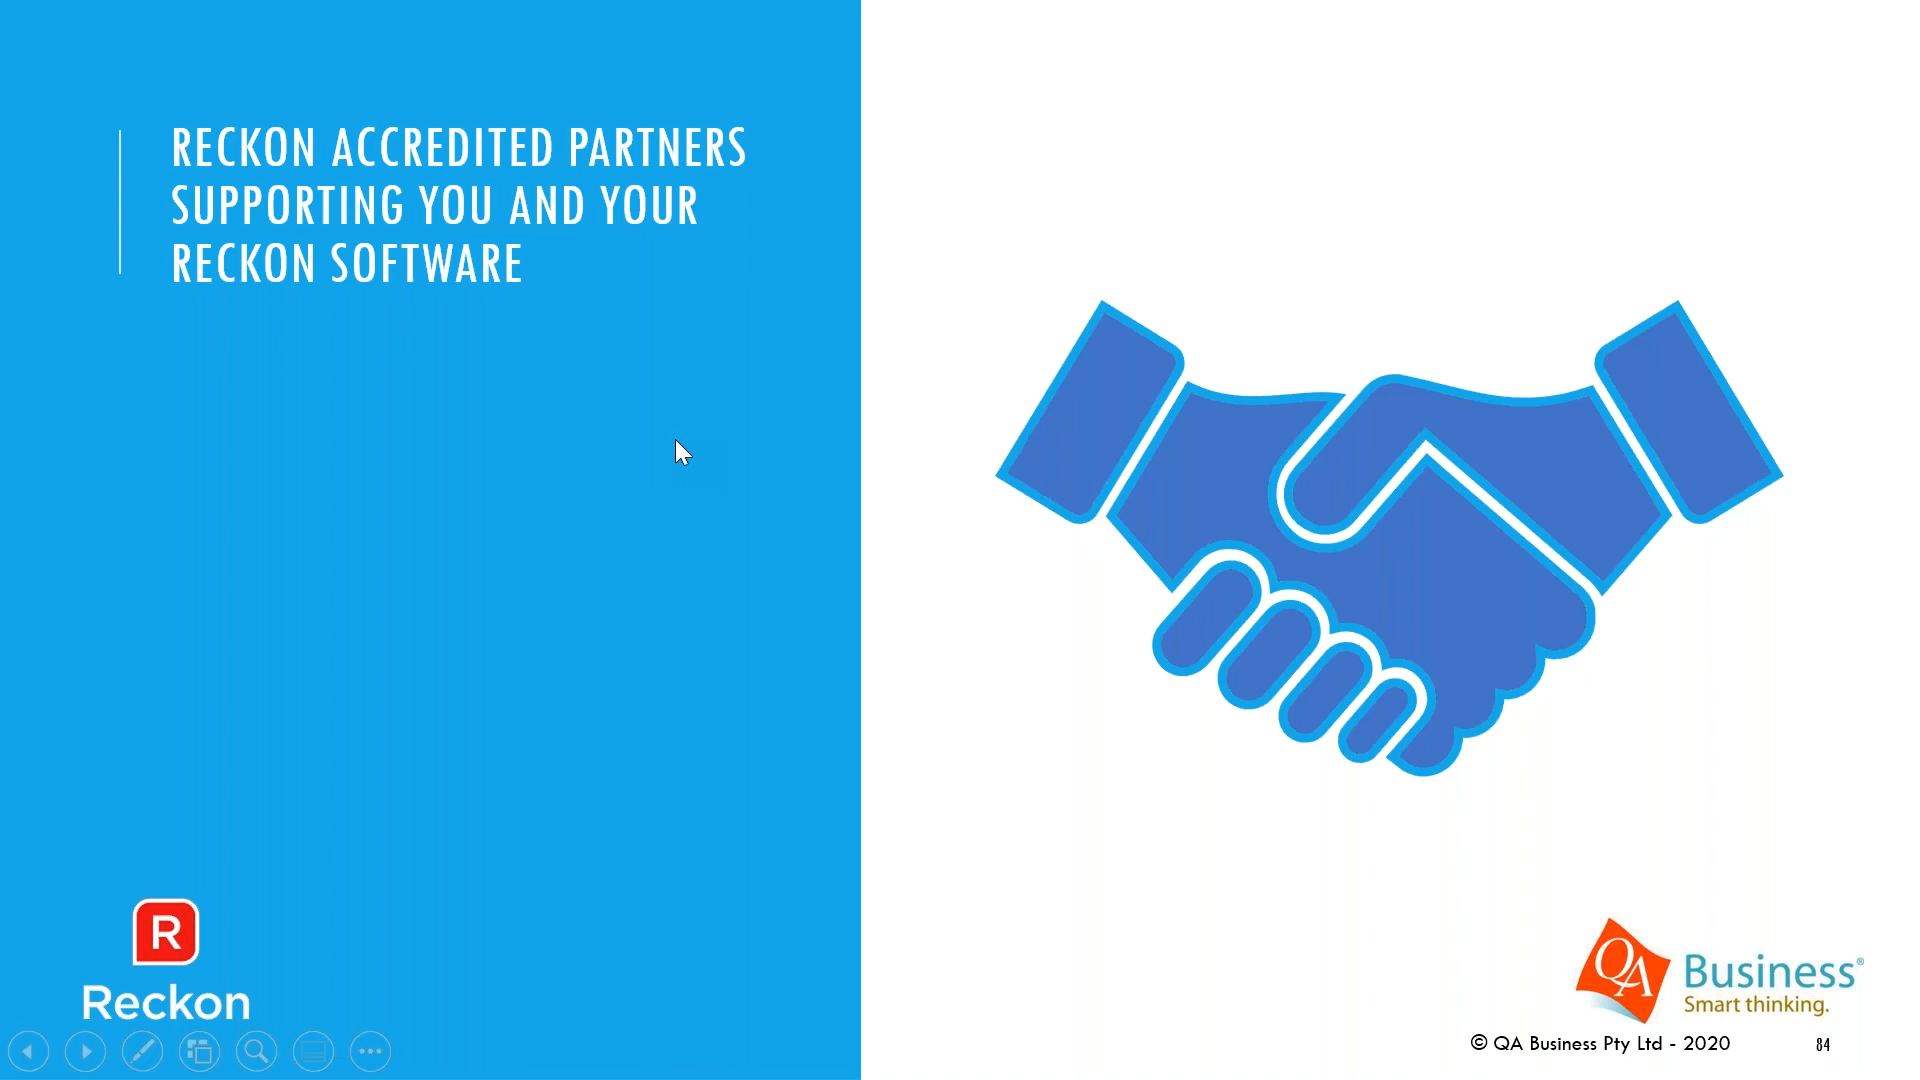 RECKON ACCREDITED PARTNERS
SUPPORTING YOU AND YOUR
RECKON SOFTWARE
R
Reckon
QA
Business®
Smart thinking.
© QA Business Pty Ltd - 2020
84